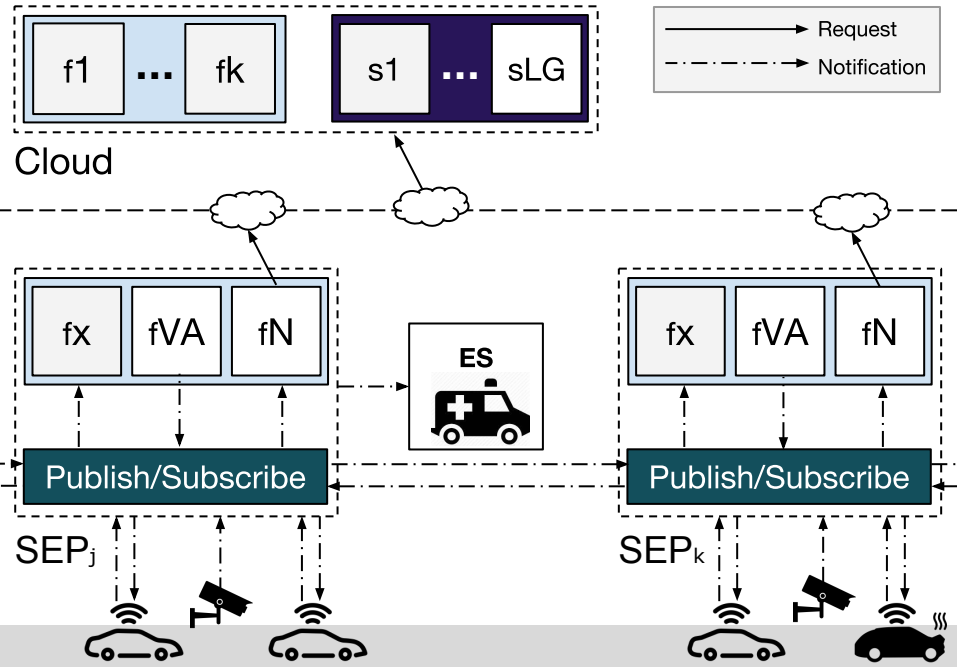 f1 ... fk
s1 ... sLG
Request
Notification
Cloud
fx fVA fN
ES
fx fVA fN
Publish/Subscribe
Publish/Subscribe
SEPj
SEPk